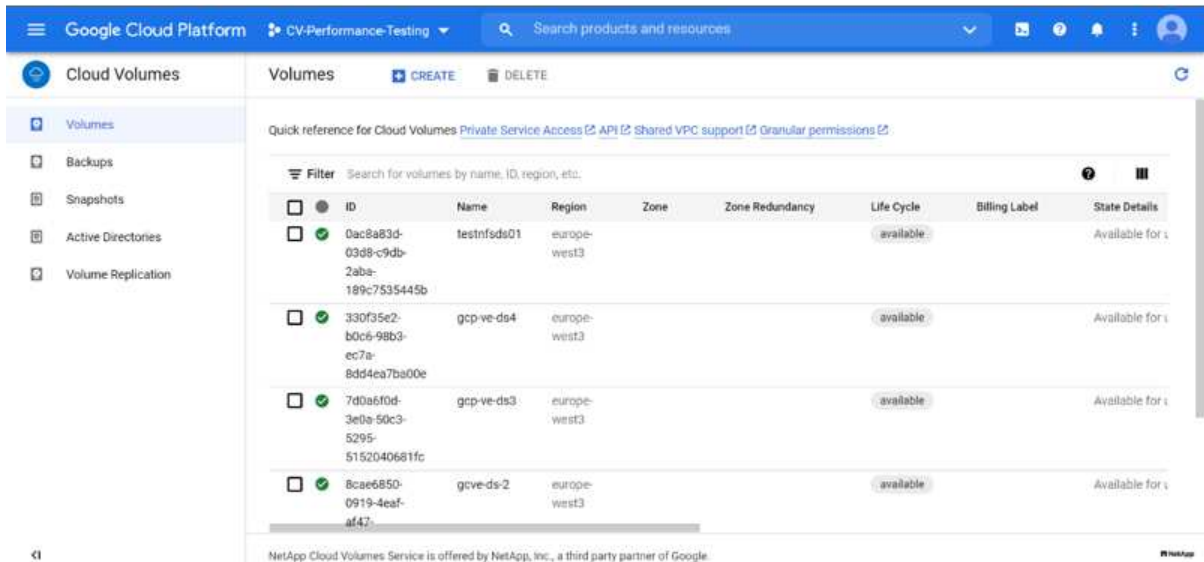 Google Cloud Platform CV-Performance-Testing Search products and resources
Cloud Volumes Volumes CREATE DELETE
Volumes
Backups
Snapshots
Active Directories
Volume Replication
Quick reference for Cloud Volumes Private Service Access API Shared VPC support Granular permissions
Filter Search for volumes by name, ID, region, etc.
ID Name Region Zone Zone Redundancy Life Cycle Billing Label State Details
0ac8a83d- testnfsds01 europe- available Available for
03d8-c9db- west3
2aba-
189c7535445b
330f35e2- gcp-ve-ds4 europe- available Available for
b0c6-98b3- west3
ec7a-
8dd4ea7ba00e
7d0a6f0d- gcp-ve-ds3 europe- available Available for
3e0a-50c3- west3
5295-
5152040681fc
8cae6850- gcve-ds-2 europe- available Available for
0919-4eaf- west3
af47-
NetApp Cloud Volumes Service is offered by NetApp, Inc., a third party partner of Google.
NetApp